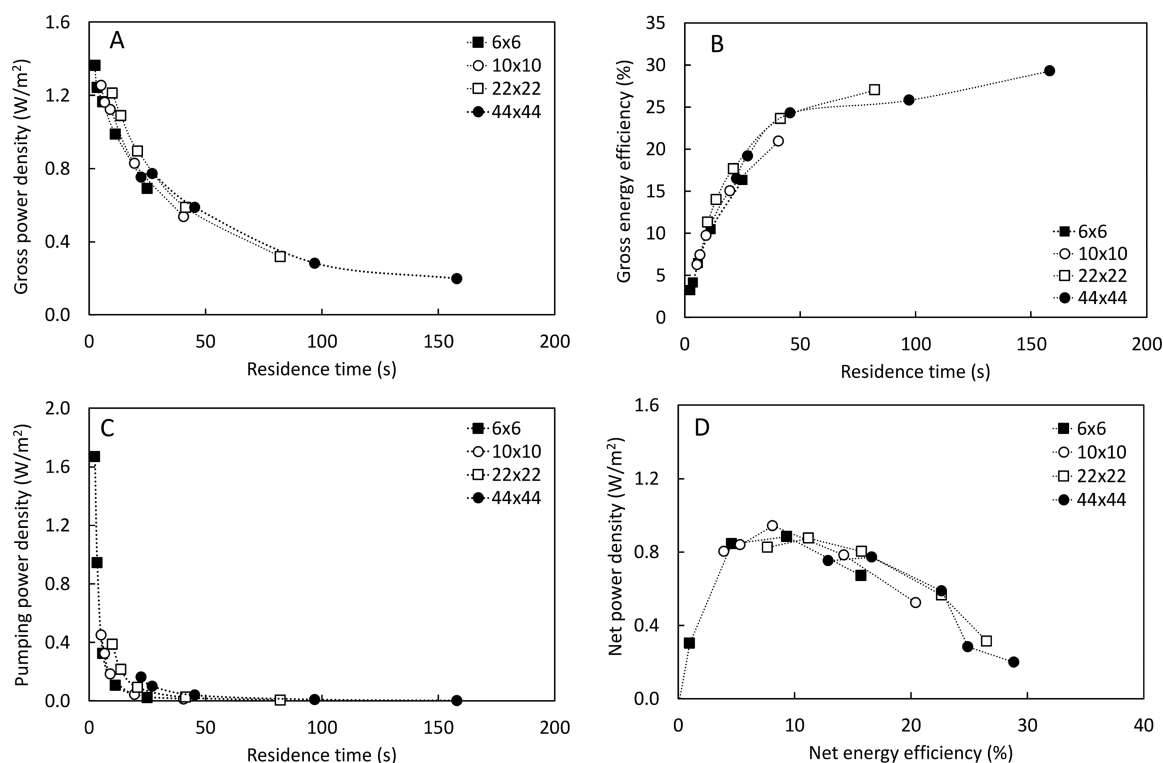 A
Gross power density (W/m²)
1.6
1.2
0.8
0.4
0.0
6x6
10x10
22x22
44x44
0 50 100 150 200
Residence time (s)
B
Gross energy efficiency (%)
35
30
25
20
15
10
5
0
6x6
10x10
22x22
44x44
0 50 100 150 200
Residence time (s)
C
Pumping power density (W/m²)
2.0
1.6
1.2
0.8
0.4
0.0
6x6
10x10
22x22
44x44
0 50 100 150 200
Residence time (s)
D
Net power density (W/m²)
1.6
1.2
0.8
0.4
0.0
6x6
10x10
22x22
44x44
0 10 20 30 40
Net energy efficiency (%)